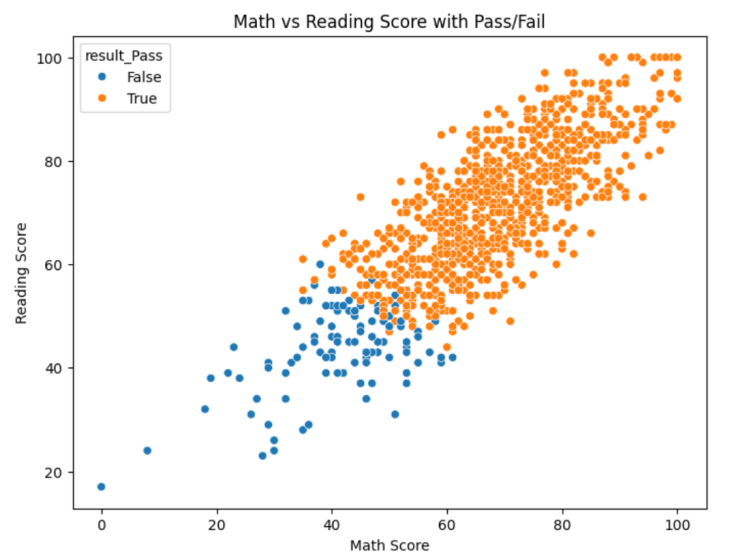 Math vs Reading Score with Pass/Fail
result_Pass
False
True
Reading Score
100
80
60
40
20
0 20 40 60 80 100
Math Score